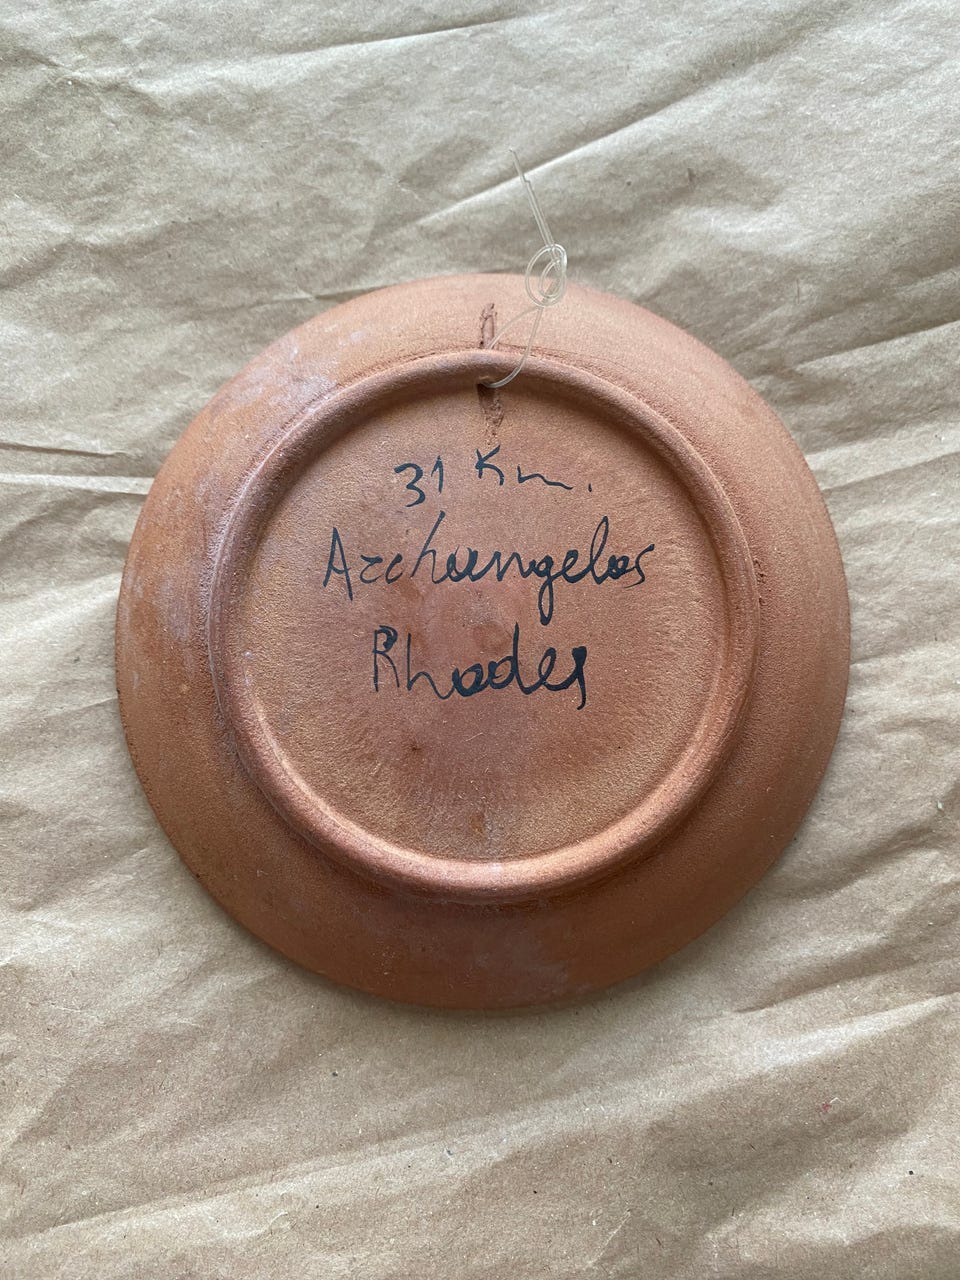 31 Km.
Archangelos
Rhodes